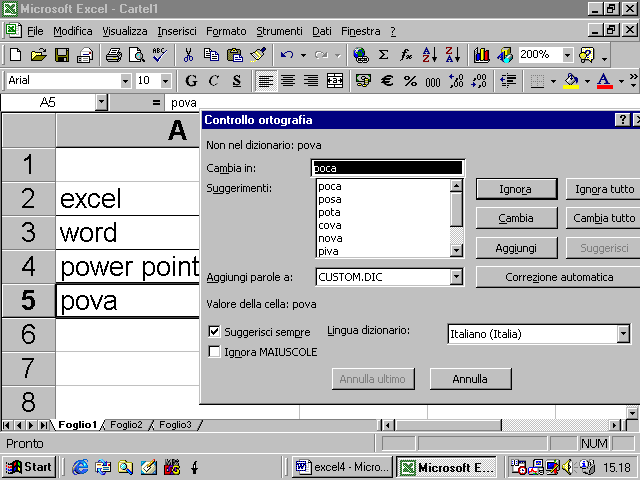 Microsoft Excel - Cartel1
File Modifica Visualizza Inserisci Formato Strumenti Dati Finestra ?
200%
Arial 10 G C S % 000
A5 = pova
A
1
2 excel
3 word
4 power point
5 pova
6
7
8
Controllo ortografia
Non nel dizionario: pova
Cambia in: poca
Suggerimenti:
poca
posa
pota
cova
nova
piva
Ignora Ignora tutto
Cambia Cambia tutto
Aggiungi Suggerisci
Aggiungi parole a: CUSTOM.DIC Correzione automatica
Valore della cella: pova
Suggerisci sempre Lingua dizionario: Italiano (Italia)
Ignora MAIUSCOLE
Annulla ultimo Annulla
Foglio1 Foglio2 Foglio3
Pronto NUM
Start excel4 - Micro... Microsoft E... 15.18